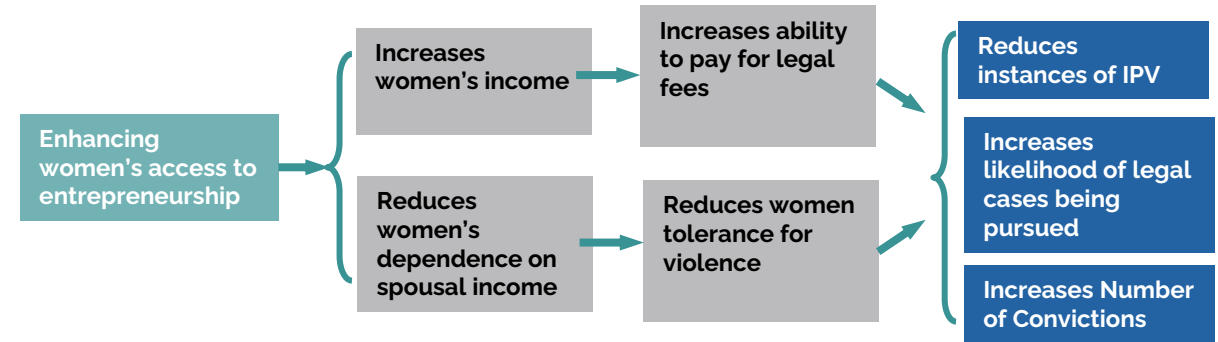 Enhancing
women's access to
entrepreneurship
Increases
women's income
Reduces
women's
dependence on
spousal income
Increases ability
to pay for legal
fees
Reduces women
tolerance for
violence
Reduces
instances of IPV
Increases
likelihood of legal
cases being
pursued
Increases Number
of Convictions